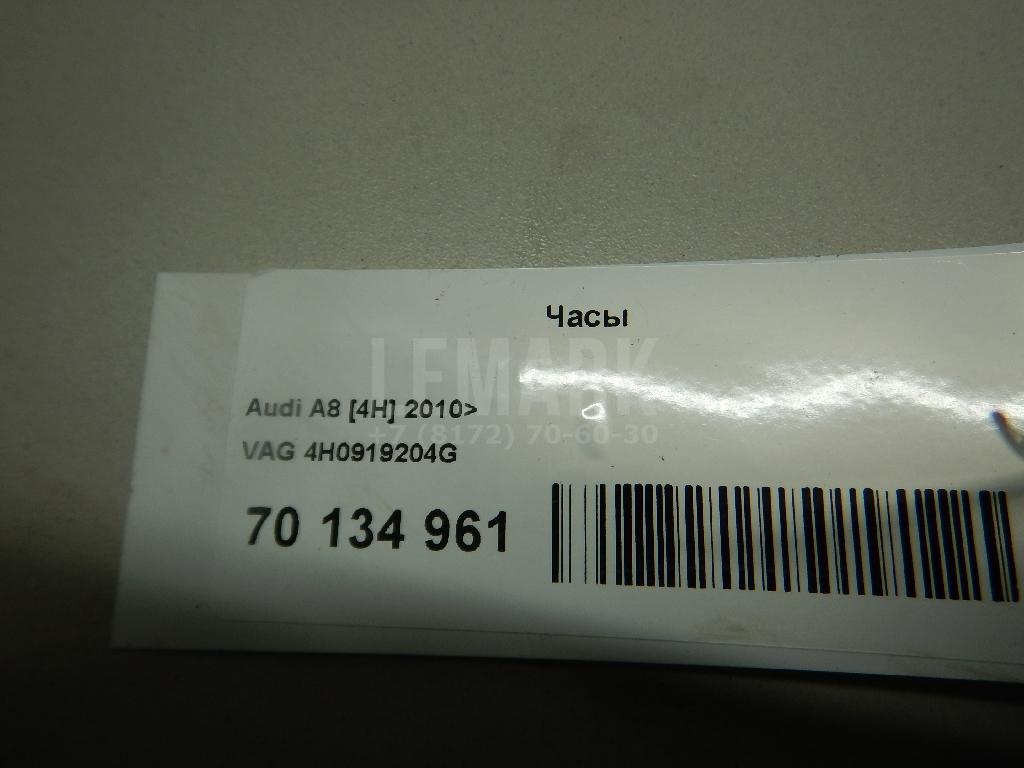 Часы
LEMARK
Audi A8 [4H] 2010>
+7 (8172) 70-60-30
VAG 4H0919204G
70 134 961